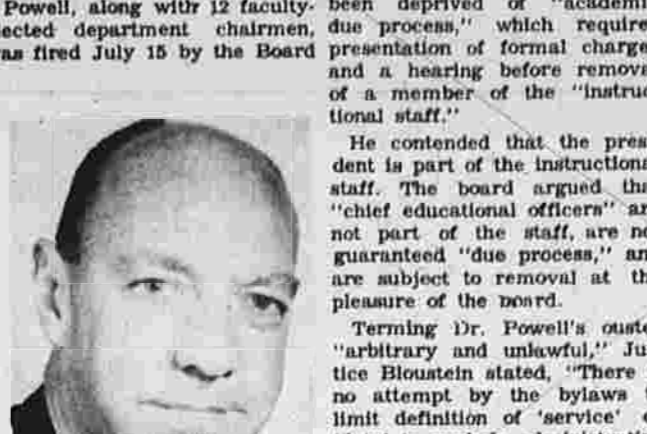 Powell, along with 12 faculty-
ected department chairmen,
as fired July 15 by the Board
been deprived of "academi
due process," which require
presentation of formal charge
and a hearing before remova
of a member of the "instruc
tional staff."
He contended that the pres
dent is part of the instructiona
staff. The board argued tha
"chief educational officers" ar
not part of the staff, are no
guaranteed "due process," an
are subject to removal at th
pleasure of the board.
Terming Dr. Powell's ouste
"arbitrary and unlawful," Ju
tice Bloustein stated, "There
no attempt by the bylaws
limit definition of 'service'